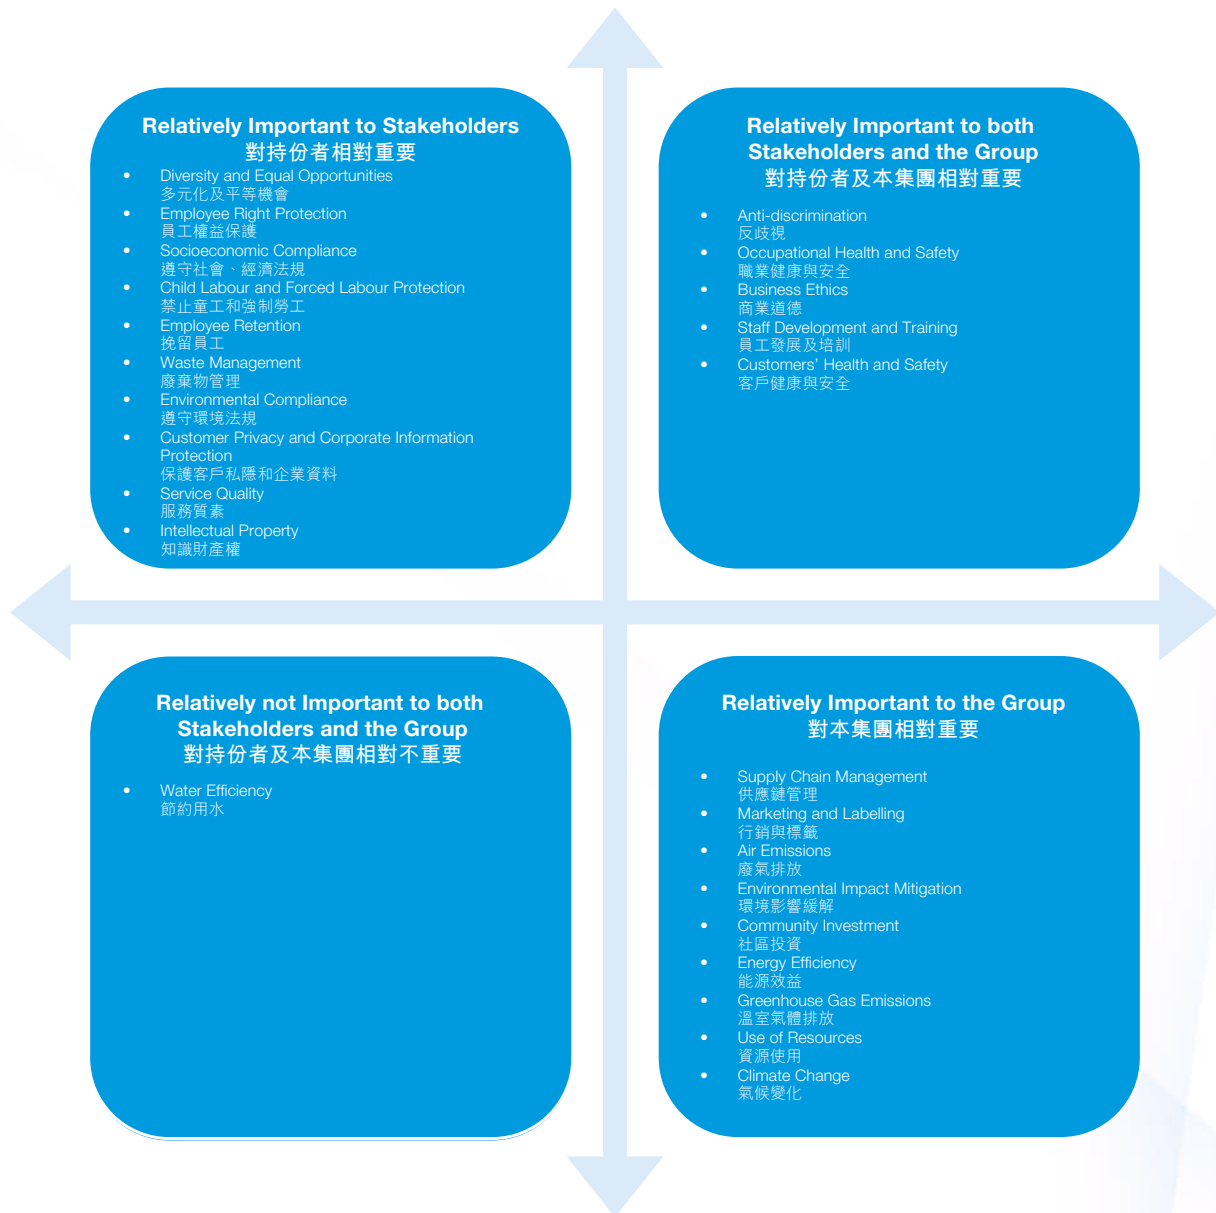 Relatively Important to Stakeholders
對持份者相對重要
• Diversity and Equal Opportunities
多元化及平等機會
• Employee Right Protection
員工權益保護
• Socioeconomic Compliance
遵守社會、經濟法規
• Child Labour and Forced Labour Protection
禁止童工和強制勞工
• Employee Retention
挽留員工
• Waste Management
廢棄物管理
• Environmental Compliance
遵守環境法規
• Customer Privacy and Corporate Information
Protection
保護客戶私隱和企業資料
• Service Quality
服務質素
• Intellectual Property
知識財產權
Relatively Important to both
Stakeholders and the Group
對持份者及本集團相對重要
• Anti-discrimination
反歧視
• Occupational Health and Safety
職業健康與安全
• Business Ethics
商業道德
• Staff Development and Training
員工發展及培訓
• Customers’ Health and Safety
客戶健康與安全
Relatively not Important to both
Stakeholders and the Group
對持份者及本集團相對不重要
• Water Efficiency
節約用水
Relatively Important to the Group
對本集團相對重要
• Supply Chain Management
供應鏈管理
• Marketing and Labelling
行銷與標籤
• Air Emissions
廢氣排放
• Environmental Impact Mitigation
環境影響緩解
• Community Investment
社區投資
• Energy Efficiency
能源效益
• Greenhouse Gas Emissions
溫室氣體排放
• Use of Resources
資源使用
• Climate Change
氣候變化